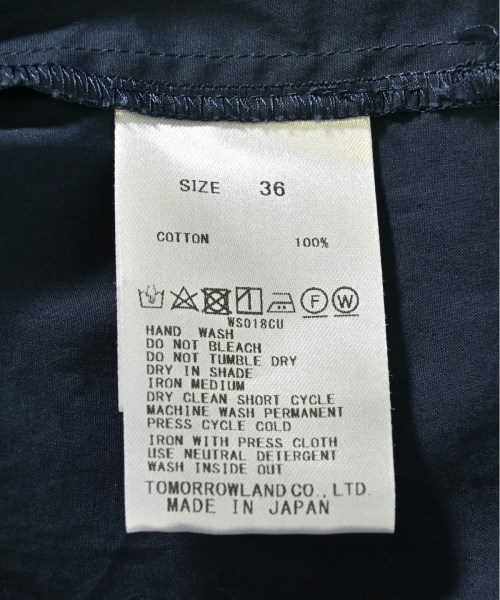 SIZE 36
COTTON 100%
F W
WS018CU
HAND WASH
DO NOT BLEACH
DO NOT TUMBLE DRY
DRY IN SHADE
IRON MEDIUM
DRY CLEAN SHORT CYCLE
MACHINE WASH PERMANENT
PRESS CYCLE COLD
IRON WITH PRESS CLOTH
USE NEUTRAL DETERGENT
WASH INSIDE OUT
TOMORROWLAND CO., LTD.
MADE IN JAPAN